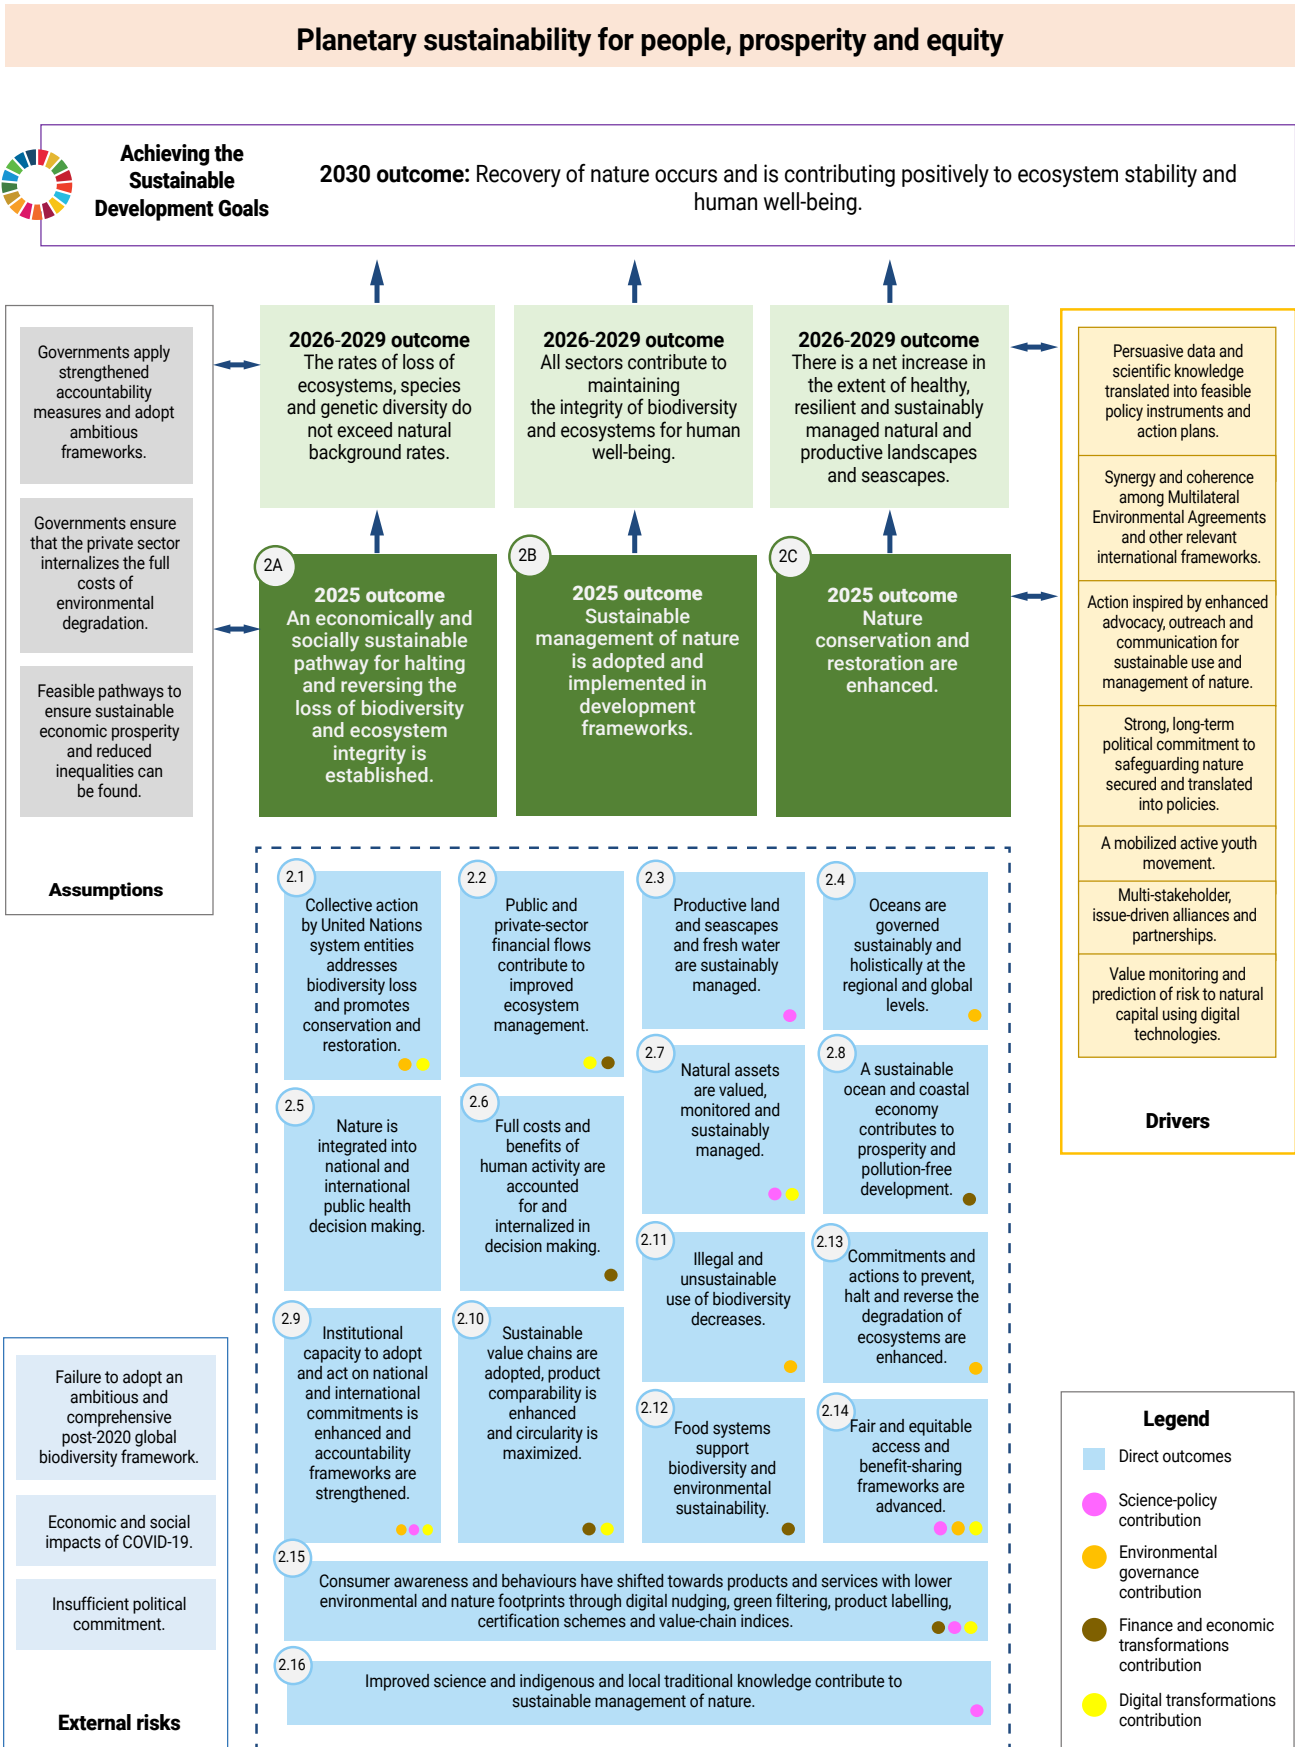 Planetary sustainability for people, prosperity and equity
Achieving the
Sustainable
Development Goals
2030 outcome: Recovery of nature occurs and is contributing positively to ecosystem stability and
human well-being.
Governments apply
strengthened
accountability
measures and adopt
ambitious
frameworks.
Governments ensure
that the private sector
internalizes the full
costs of
environmental
degradation.
Feasible pathways to
ensure sustainable
economic prosperity
and reduced
inequalities can
be found.
Assumptions
2026-2029 outcome
The rates of loss of
ecosystems, species
and genetic diversity do
not exceed natural
background rates.
2026-2029 outcome
All sectors contribute to
maintaining
the integrity of biodiversity
and ecosystems for human
well-being.
2026-2029 outcome
There is a net increase in
the extent of healthy,
resilient and sustainably
managed natural and
productive landscapes
and seascapes.
2A
2025 outcome
An economically and
socially sustainable
pathway for halting
and reversing the
loss of biodiversity
and ecosystem
integrity is
established.
2B
2025 outcome
Sustainable
management of nature
is adopted and
implemented in
development
frameworks.
2C
2025 outcome
Nature
conservation and
restoration are
enhanced.
Persuasive data and
scientific knowledge
translated into feasible
policy instruments and
action plans.
Synergy and coherence
among Multilateral
Environmental Agreements
and other relevant
international frameworks.
Action inspired by enhanced
advocacy, outreach and
communication for
sustainable use and
management of nature.
Strong, long-term
political commitment to
safeguarding nature
secured and translated
into policies.
A mobilized active youth
movement.
Multi-stakeholder,
issue-driven alliances and
partnerships.
Value monitoring and
prediction of risk to natural
capital using digital
technologies.
Drivers
2.1
Collective action
by United Nations
system entities
addresses
biodiversity loss
and promotes
conservation and
restoration.
2.2
Public and
private-sector
financial flows
contribute to
improved
ecosystem
management.
2.3
Productive land
and seascapes
and fresh water
are sustainably
managed.
2.4
Oceans are
governed
sustainably and
holistically at the
regional and global
levels.
2.5
Nature is
integrated into
national and
international
public health
decision making.
2.6
Full costs and
benefits of
human activity are
accounted
for and
internalized in
decision making.
2.7
Natural assets
are valued,
monitored and
sustainably
managed.
2.8
A sustainable
ocean and coastal
economy
contributes to
prosperity and
pollution-free
development.
2.9
Institutional
capacity to adopt
and act on national
and international
commitments is
enhanced and
accountability
frameworks are
strengthened.
2.10
Sustainable
value chains are
adopted, product
comparability is
enhanced
and circularity is
maximized.
2.11
Illegal and
unsustainable
use of biodiversity
decreases.
2.13
Commitments and
actions to prevent,
halt and reverse the
degradation of
ecosystems are
enhanced.
2.12
Food systems
support
biodiversity and
environmental
sustainability.
2.14
Fair and equitable
access and
benefit-sharing
frameworks are
advanced.
2.15
Consumer awareness and behaviours have shifted towards products and services with lower
environmental and nature footprints through digital nudging, green filtering, product labelling,
certification schemes and value-chain indices.
2.16
Improved science and indigenous and local traditional knowledge contribute to
sustainable management of nature.
Failure to adopt an
ambitious and
comprehensive
post-2020 global
biodiversity framework.
Economic and social
impacts of COVID-19.
Insufficient political
commitment.
External risks
Legend
Direct outcomes
Science-policy
contribution
Environmental
governance
contribution
Finance and economic
transformations
contribution
Digital transformations
contribution